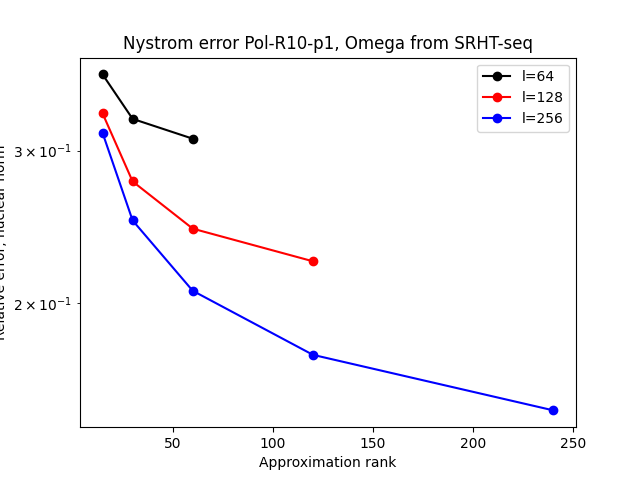 Nystrom error Pol-R10-p1, Omega from SRHT-seq
l=64
l=128
l=256
3 × 10⁻¹
2 × 10⁻¹
Relative error, nuclear norm
50
100
150
200
250
Approximation rank